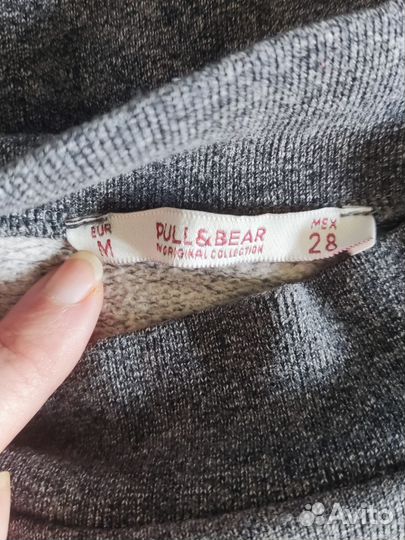 EUR
M
PULL&BEAR
ORIGINAL COLLECTION
MEX
28
Avito